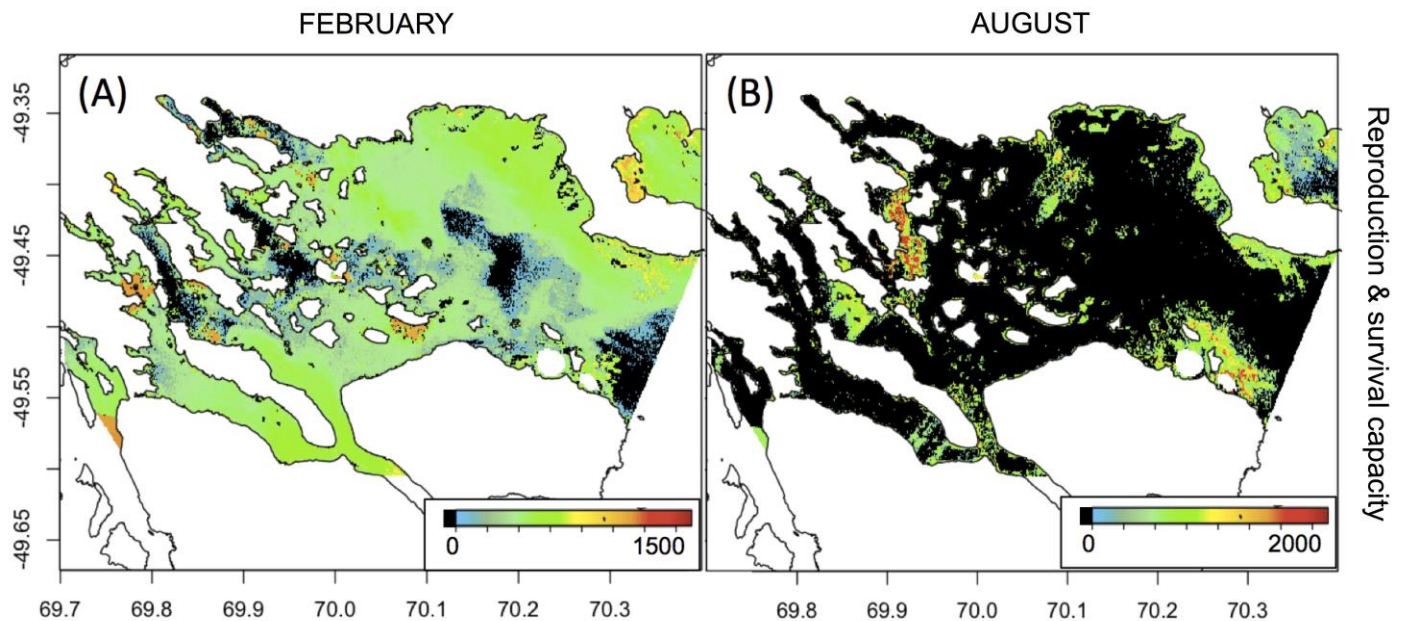 FEBRUARY
AUGUST
(A)
(B)
-49.35
-49.45
-49.55
-49.65
Reproduction & survival capacity
0 1500
0 2000
69.7 69.8 69.9 70.0 70.1 70.2 70.3
69.8 69.9 70.0 70.1 70.2 70.3